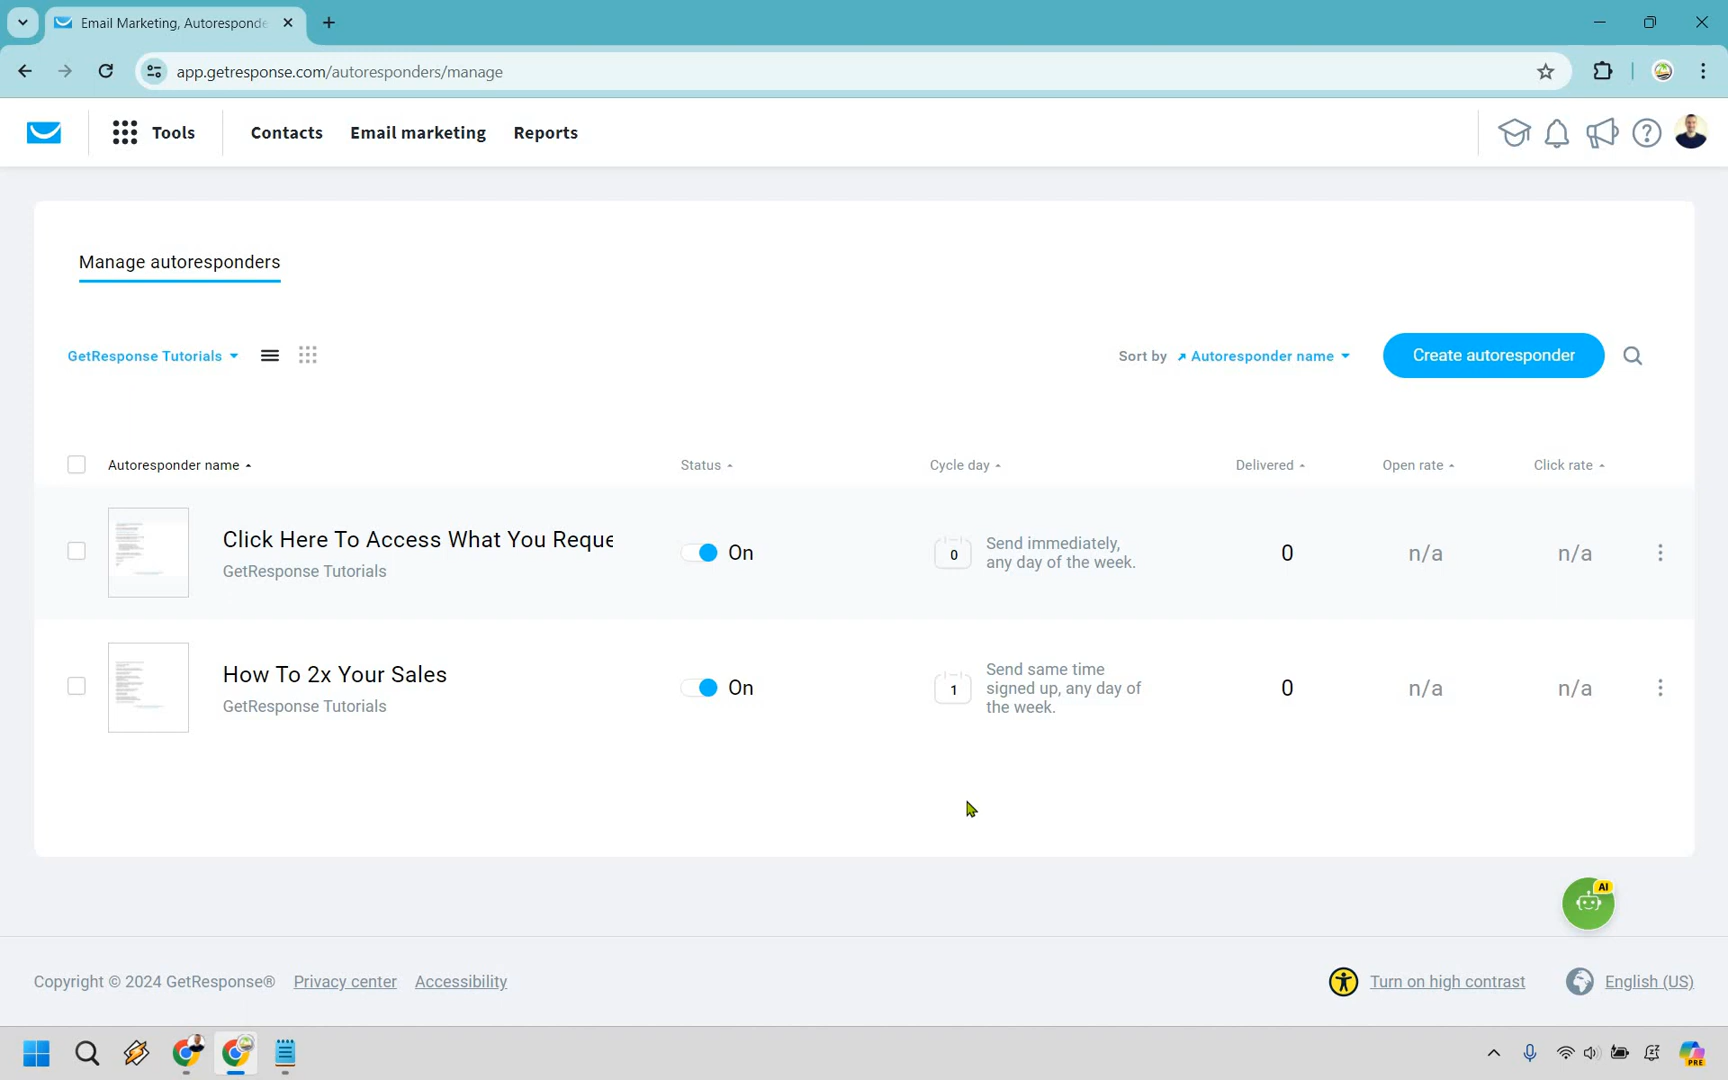 Email Marketing, Autoresponde
app.getresponse.com/autoresponders/manage
Tools
Contacts
Email marketing
Reports
Manage autoresponders
GetResponse Tutorials
Sort by
Autoresponder name
Create autoresponder
Autoresponder name
Status
Cycle day
Delivered
Open rate
Click rate
Click Here To Access What You Reque
GetResponse Tutorials
On
0
Send immediately,
any day of the week.
0
n/a
n/a
How To 2x Your Sales
GetResponse Tutorials
On
1
Send same time
signed up, any day of
the week.
0
n/a
n/a
AI
Copyright © 2024 GetResponse®
Privacy center
Accessibility
Turn on high contrast
English (US)
PRE